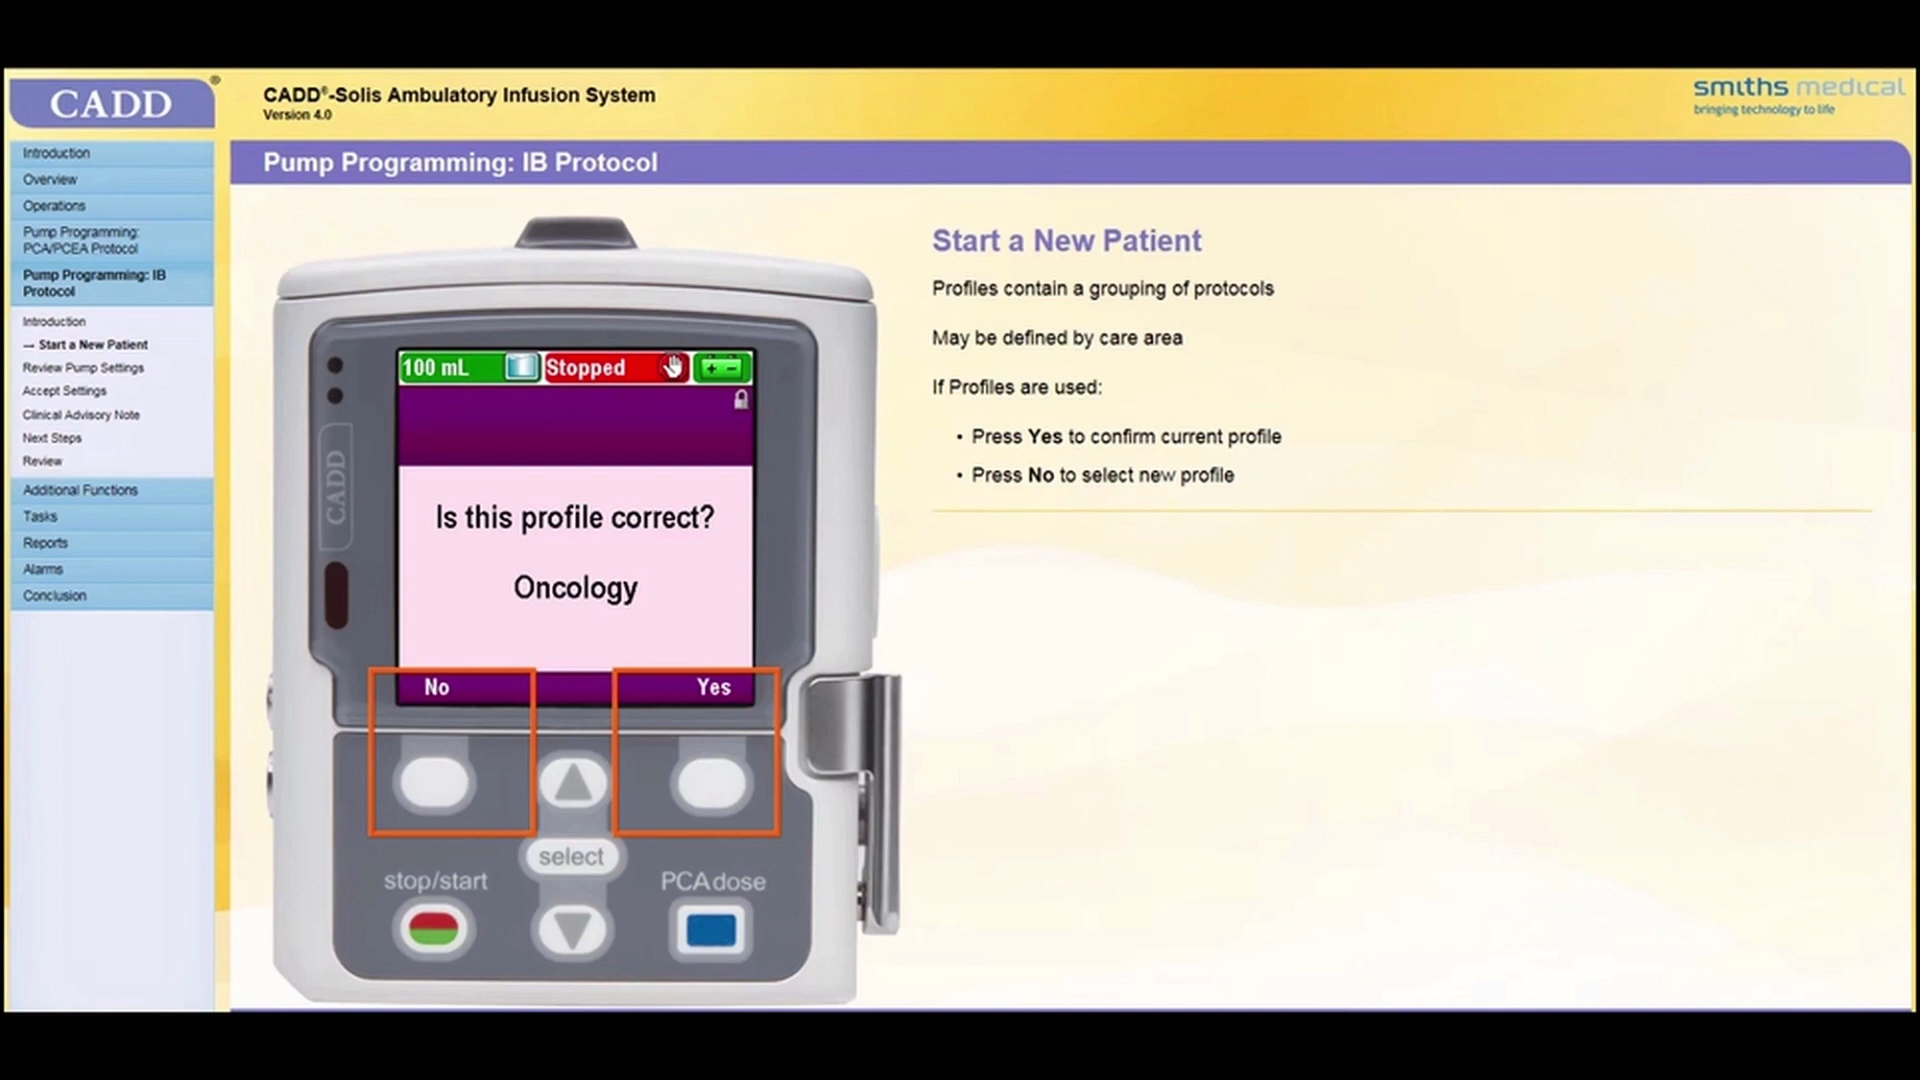 CADD®
CADD®-Solis Ambulatory Infusion System
Version 4.0
smiths medical
bringing technology to life
Introduction
Overview
Operations
Pump Programming:
PCA/PCEA Protocol
Pump Programming: IB
Protocol
Introduction
→ Start a New Patient
Review Pump Settings
Accept Settings
Clinical Advisory Note
Next Steps
Review
Additional Functions
Tasks
Reports
Alarms
Conclusion
Pump Programming: IB Protocol
100 mL Stopped + −
CADD
Is this profile correct?
Oncology
No Yes
select
stop/start PCA dose
Start a New Patient
Profiles contain a grouping of protocols
May be defined by care area
If Profiles are used:
• Press Yes to confirm current profile
• Press No to select new profile